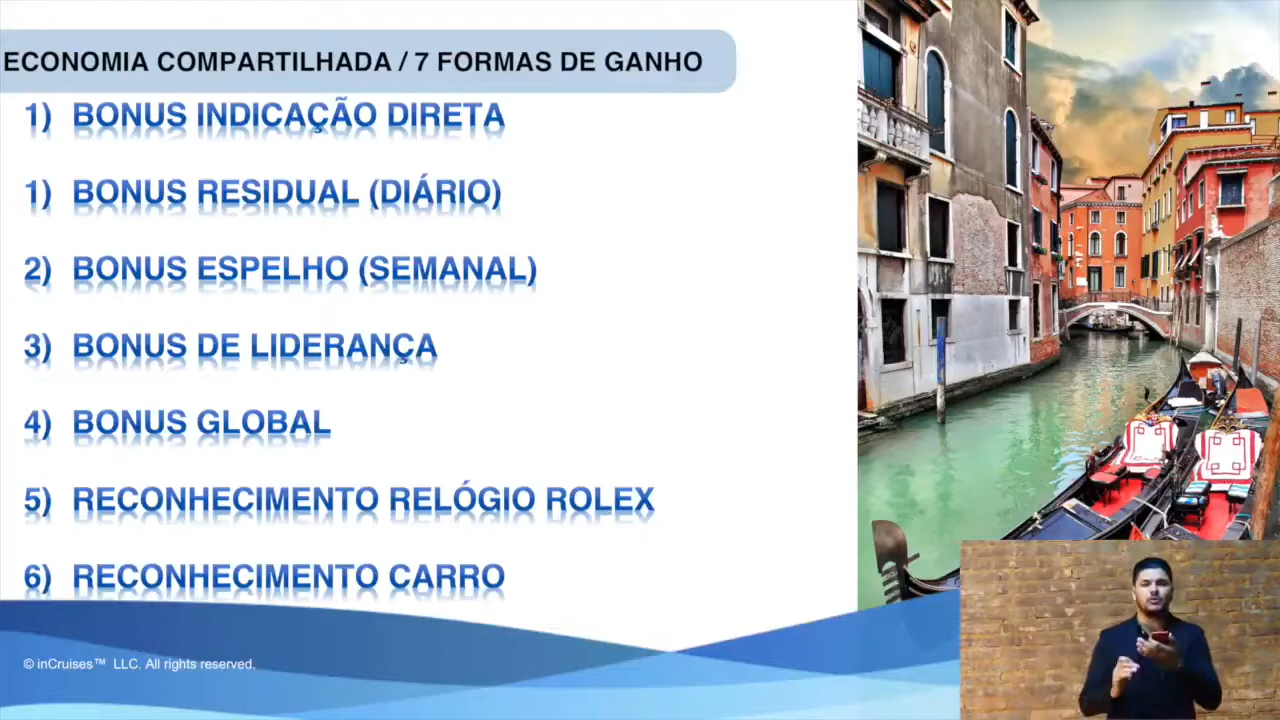 ECONOMIA COMPARTILHADA / 7 FORMAS DE GANHO
1) BONUS INDICAÇÃO DIRETA
1) BONUS RESIDUAL (DIÁRIO)
2) BONUS ESPELHO (SEMANAL)
3) BONUS DE LIDERANÇA
4) BONUS GLOBAL
5) RECONHECIMENTO RELÓGIO ROLEX
6) RECONHECIMENTO CARRO
© inCruises™ LLC. All rights reserved.